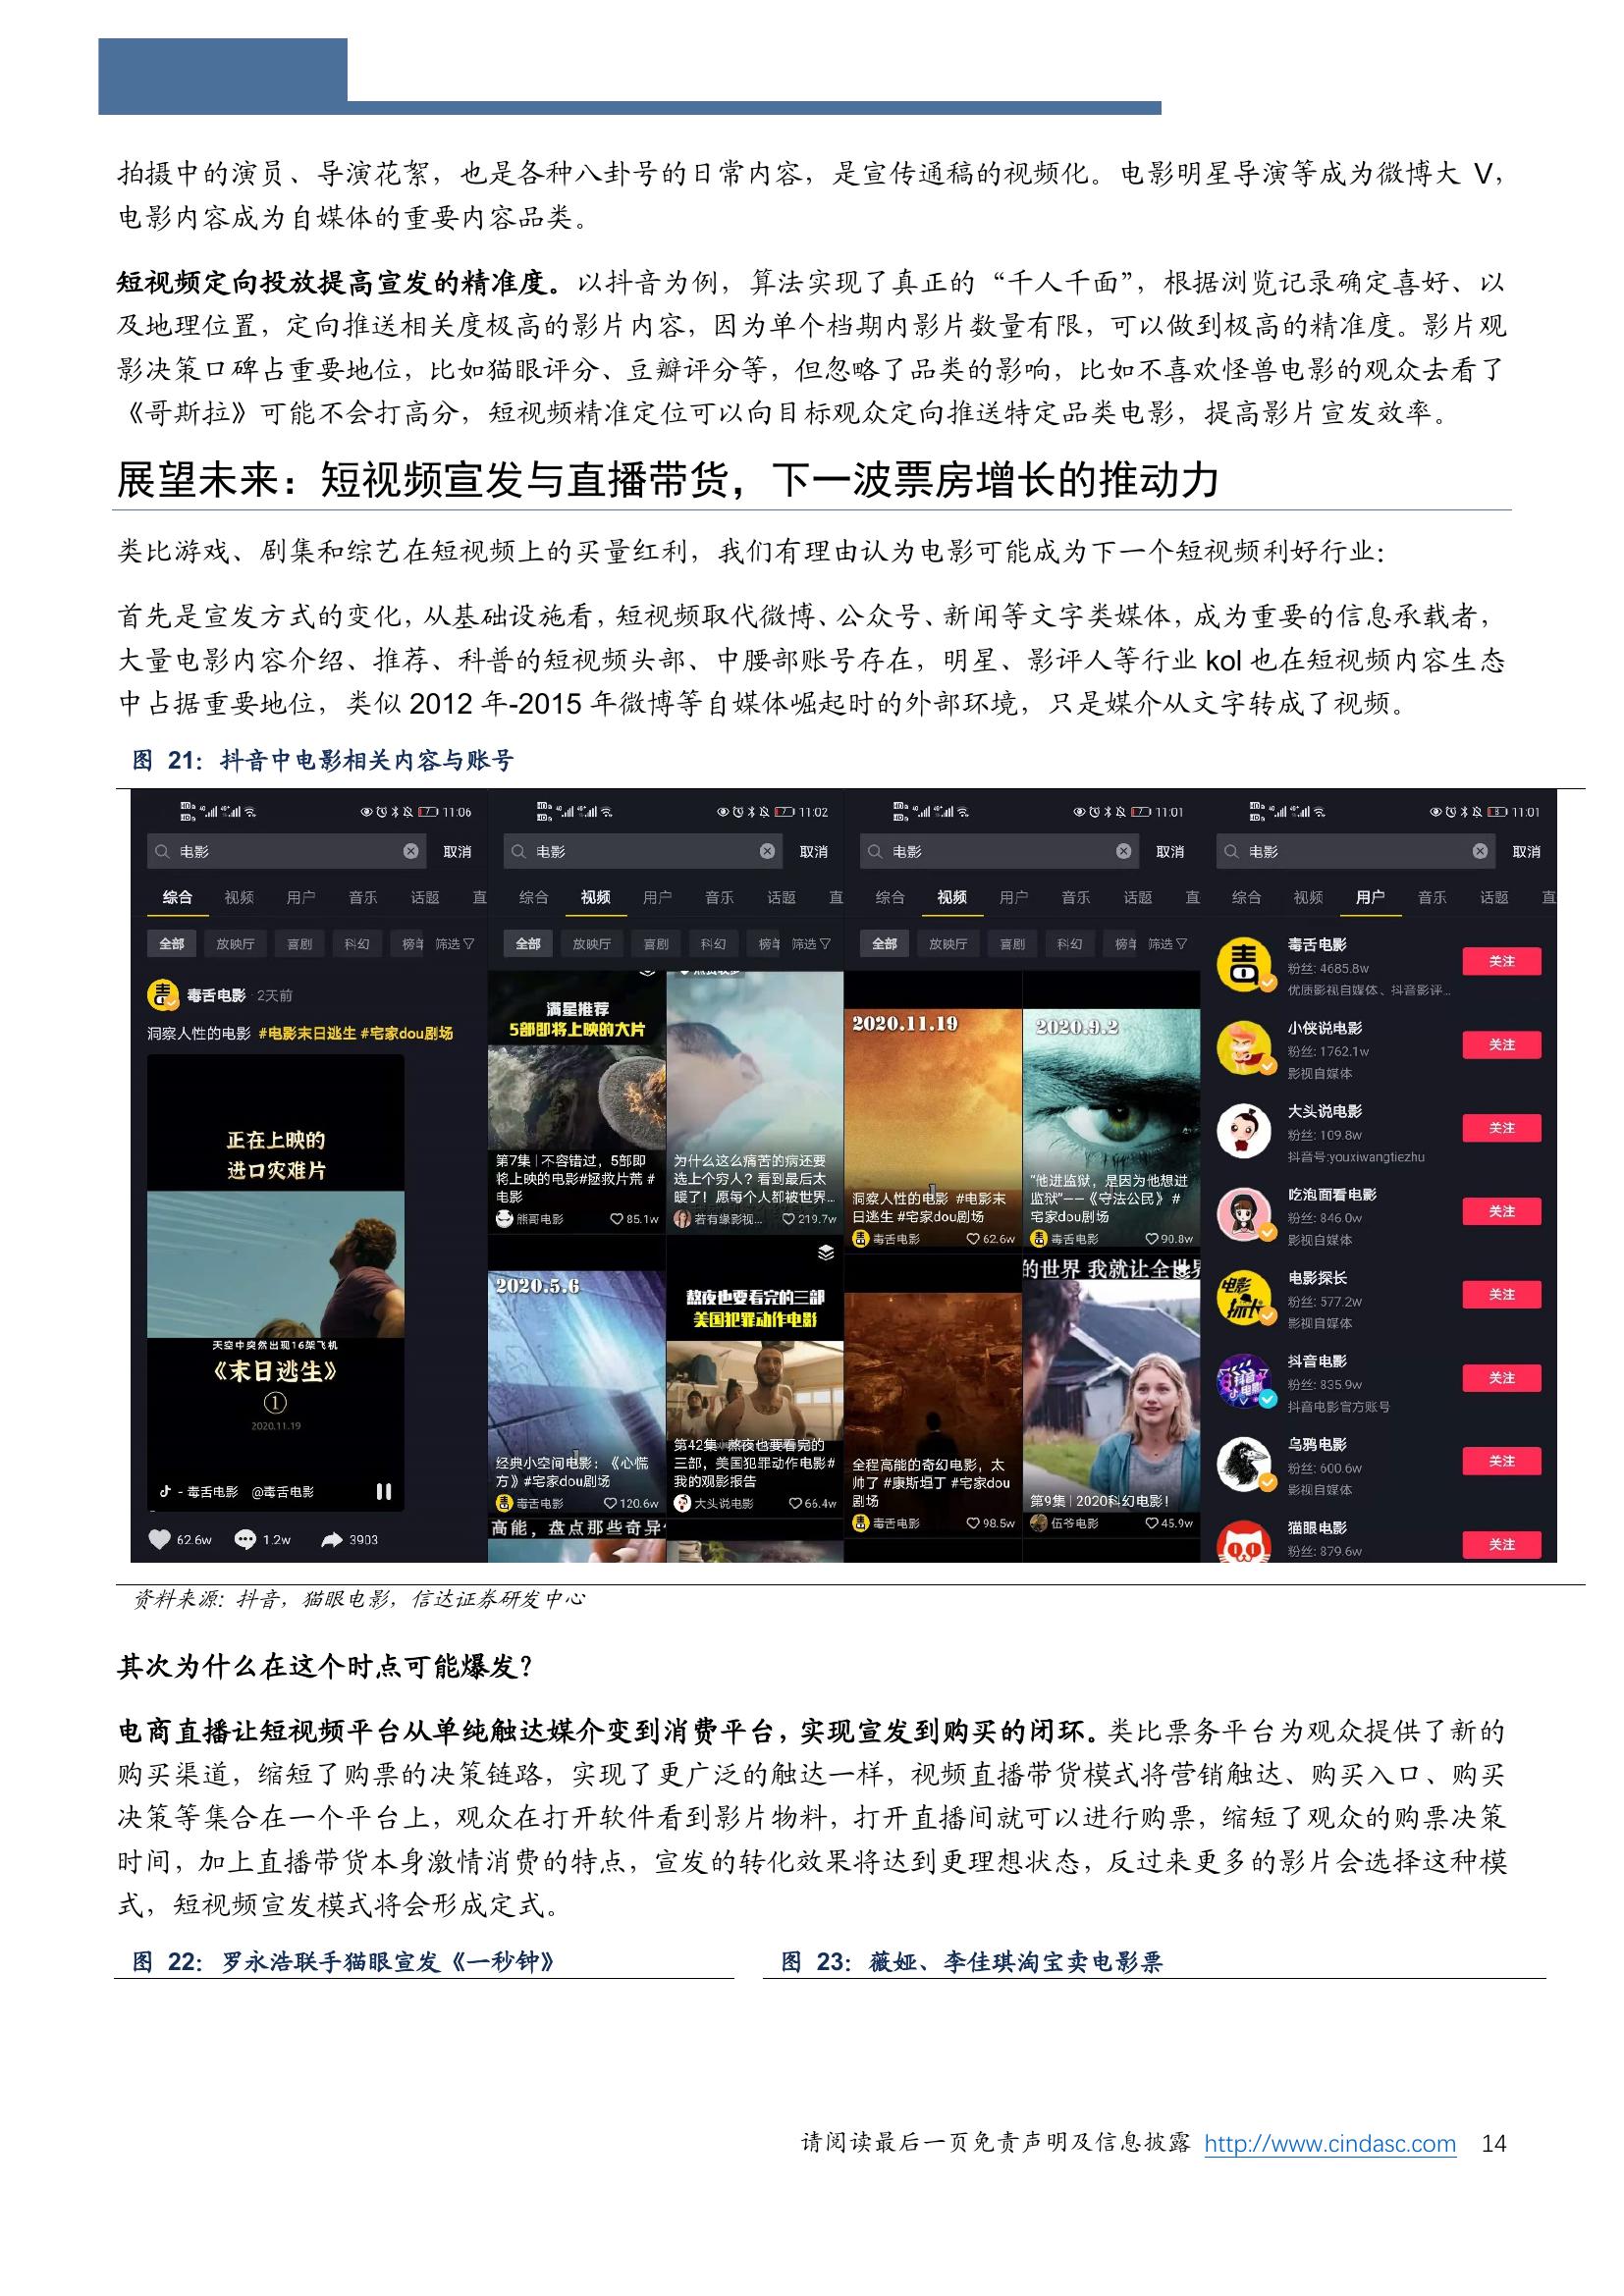 拍摄中的演员、导演花絮，也是各种八卦号的日常内容，是宣传通稿的视频化。电影明星导演等成为微博大 V，
电影内容成为自媒体的重要内容品类。
短视频定向投放提高宣发的精准度。以抖音为例，算法实现了真正的“千人千面”，根据浏览记录确定喜好、以
及地理位置，定向推送相关度极高的影片内容，因为单个档期内影片数量有限，可以做到极高的精准度。影片观
影决策口碑占重要地位，比如猫眼评分、豆瓣评分等，但忽略了品类的影响，比如不喜欢怪兽电影的观众去看了
《哥斯拉》可能不会打高分，短视频精准定位可以向目标观众定向推送特定品类电影，提高影片宣发效率。
展望未来：短视频宣发与直播带货，下一波票房增长的推动力
类比游戏、剧集和综艺在短视频上的买量红利，我们有理由认为电影可能成为下一个短视频利好行业：
首先是宣发方式的变化，从基础设施看，短视频取代微博、公众号、新闻等文字类媒体，成为重要的信息承载者，
大量电影内容介绍、推荐、科普的短视频头部、中腰部账号存在，明星、影评人等行业 kol 也在短视频内容生态
中占据重要地位，类似 2012 年-2015 年微博等自媒体崛起时的外部环境，只是媒介从文字转成了视频。
图 21：抖音中电影相关内容与账号
11:06
电影 取消
综合 视频 用户 音乐 话题 直
全部 放映厅 喜剧 科幻 榜单 筛选
毒舌电影 · 2天前
洞察人性的电影 #电影末日逃生 #宅家dou剧场
正在上映的
进口灾难片
天空中突然出现16架飞机
《末日逃生》
①
2020.11.19
- 毒舌电影 @毒舌电影
62.6w 1.2w 3903
11:02
电影 取消
综合 视频 用户 音乐 话题 直
全部 放映厅 喜剧 科幻 榜单 筛选
满星推荐
5部即将上映的大片
第7集 | 不容错过，5部即
将上映的电影#拯救片荒 #
电影
熊哥电影 85.1w
为什么这么痛苦的病还要
选上个穷人？看到最后太
暖了！愿每个人都被世界...
若有缘影视... 219.7w
2020.5.6
经典小空间电影：《心慌
方》#宅家dou剧场
毒舌电影 120.6w
熬夜也要看完的三部
美国犯罪动作电影
第42集 | 熬夜也要看完的
三部，美国犯罪动作电影#
我的观影报告
大头说电影 66.4w
高能，盘点那些奇异
11:01
电影 取消
综合 视频 用户 音乐 话题 直
全部 放映厅 喜剧 科幻 榜单 筛选
2020.11.19
洞察人性的电影 #电影末
日逃生 #宅家dou剧场
毒舌电影 62.6w
2020.9.2
“他进监狱，是因为他想进
监狱”——《守法公民》 #
宅家dou剧场
毒舌电影 90.8w
全程高能的奇幻电影，太
帅了 #康斯坦丁 #宅家dou
剧场
毒舌电影 98.5w
的世界 我就让全世界
第9集 | 2020科幻电影！
伍爷电影 45.9w
11:01
电影 取消
综合 视频 用户 音乐 话题 直
毒舌电影
粉丝: 4685.8w 关注
优质影视自媒体、抖音影评...
小侠说电影
粉丝: 1762.1w 关注
影视自媒体
大头说电影
粉丝: 109.8w 关注
抖音号:youxiwangtiezhu
吃泡面看电影
粉丝: 846.0w 关注
影视自媒体
电影探长
粉丝: 577.2w 关注
影视自媒体
抖音电影
粉丝: 835.9w 关注
抖音电影官方账号
乌鸦电影
粉丝: 600.6w 关注
影视自媒体
猫眼电影
粉丝: 879.6w 关注
资料来源: 抖音，猫眼电影，信达证券研发中心
其次为什么在这个时点可能爆发？
电商直播让短视频平台从单纯触达媒介变到消费平台，实现宣发到购买的闭环。类比票务平台为观众提供了新的
购买渠道，缩短了购票的决策链路，实现了更广泛的触达一样，视频直播带货模式将营销触达、购买入口、购买
决策等集合在一个平台上，观众在打开软件看到影片物料，打开直播间就可以进行购票，缩短了观众的购票决策
时间，加上直播带货本身激情消费的特点，宣发的转化效果将达到更理想状态，反过来更多的影片会选择这种模
式，短视频宣发模式将会形成定式。
图 22：罗永浩联手猫眼宣发《一秒钟》
图 23：薇娅、李佳琪淘宝卖电影票
请阅读最后一页免责声明及信息披露 http://www.cindasc.com 14